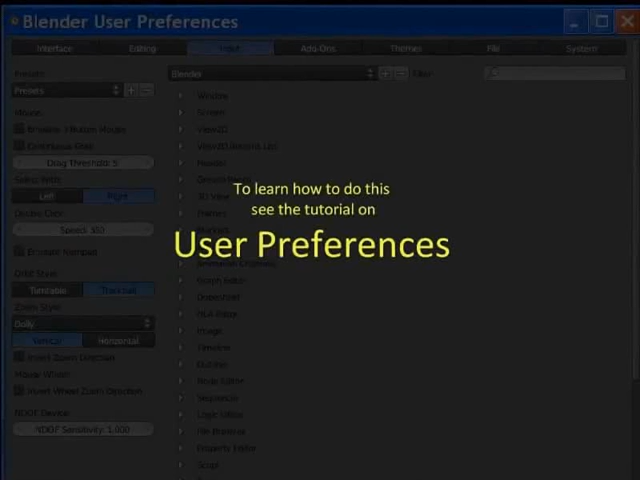 Blender User Preferences
Interface Editing Input Add-Ons Themes File System
Presets:
Blender
Filter:
Presets
Window
Mouse:
Screen
Emulate 3 Button Mouse
View2D
Continuous Grab
View2D Buttons List
Drag Threshold: 5
Header
Select With:
To learn how to do this
Left Right
3D View
see the tutorial on
Frames
Double Click:
Speed: 350
Markers
User Preferences
Emulate Numpad
Orbit Style:
Graph Editor
Turntable Trackball
Dopesheet
Zoom Style:
NLA Editor
Dolly
Image
Vertical Horizontal
Timeline
Invert Zoom Direction
Outliner
Mouse Wheel:
Node Editor
Invert Wheel Zoom Direction
Sequencer
NDOF Device:
Logic Editor
NDOF Sensitivity: 1.000
File Browser
Property Editor
Script